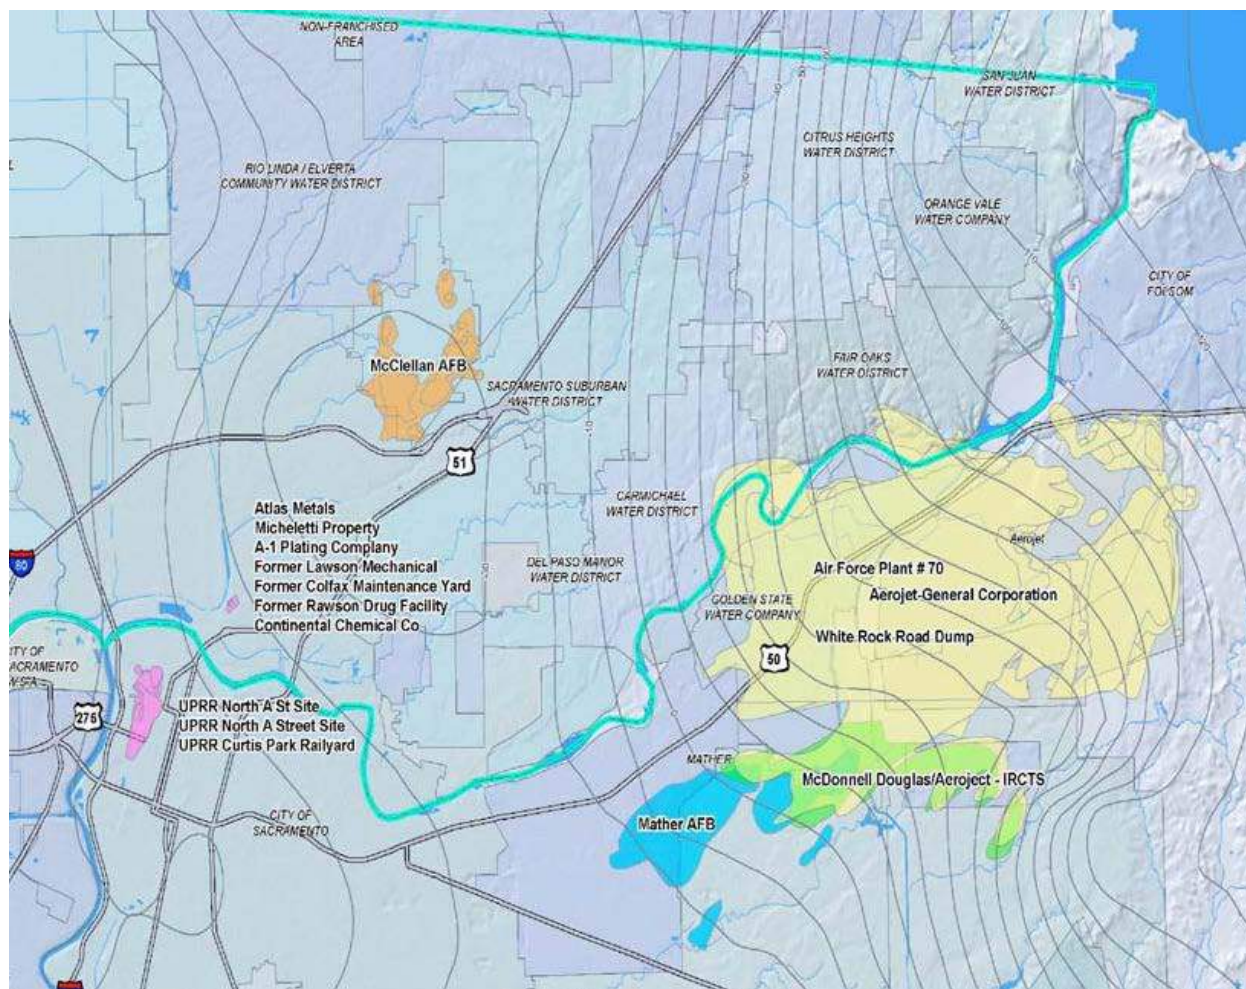 NON-FRANCHISED
AREA
SAN JUAN
WATER DISTRICT
CITRUS HEIGHTS
WATER DISTRICT
RIO LINDA / ELVERTA
COMMUNITY WATER DISTRICT
ORANGE VALE
WATER COMPANY
CITY OF
FOLSOM
McClellan AFB
FAIR OAKS
WATER DISTRICT
SACRAMENTO SUBURBAN
WATER DISTRICT
51
CARMICHAEL
WATER DISTRICT
Atlas Metals
Micheletti Property
A-1 Plating Complany
Former Lawson Mechanical
Former Colfax Maintenance Yard
Former Rawson Drug Facility
Continental Chemical Co
80
DEL PASO MANOR
WATER DISTRICT
Aerojet
Air Force Plant # 70
Aerojet-General Corporation
GOLDEN STATE
WATER COMPANY
White Rock Road Dump
50
ITY OF
ACRAMENTO
275
UPRR North A St Site
UPRR North A Street Site
UPRR Curtis Park Railyard
MATHER
McDonnell Douglas/Aeroject - IRCTS
Mather AFB
CITY OF
SACRAMENTO